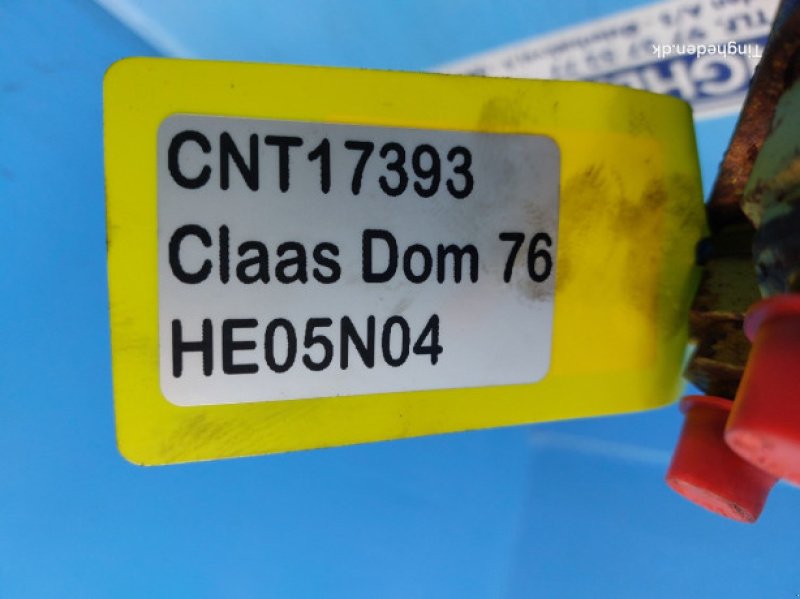 CNT17393
Claas Dom 76
HE05N04
Tingheden.dk